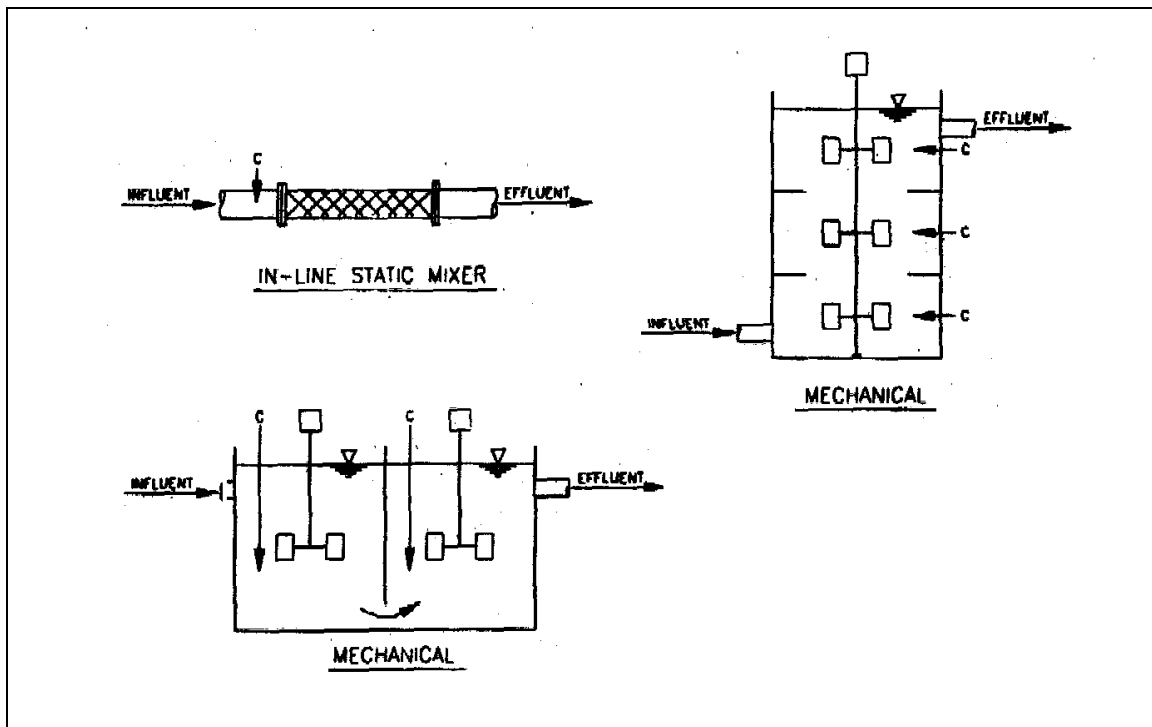 C
INFLUENT
EFFLUENT
IN-LINE STATIC MIXER
EFFLUENT
C
C
INFLUENT
C
MECHANICAL
C
C
INFLUENT
EFFLUENT
MECHANICAL